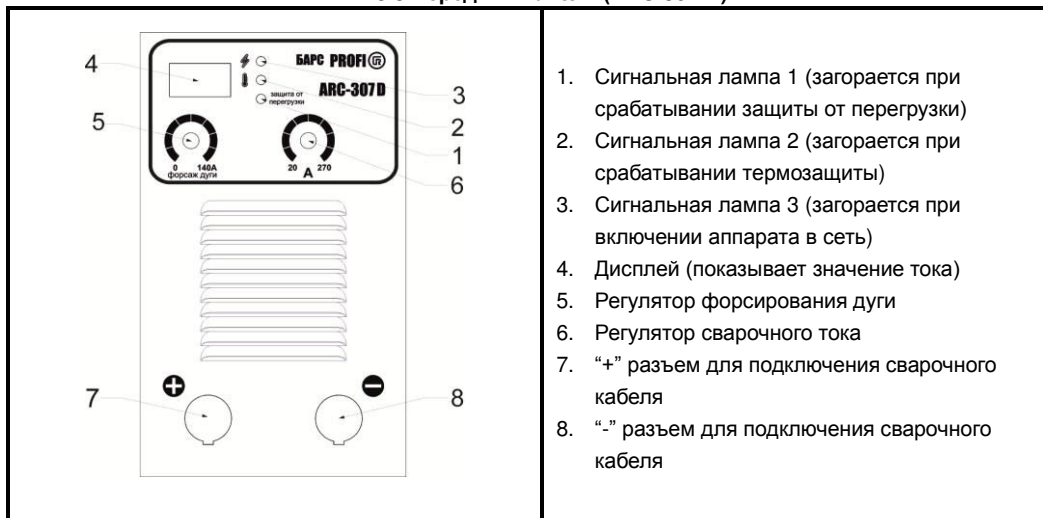 4
БАРС PROFI
ARC-307D
защита от
перегрузки
3
2
5
1
0 140А
форсаж дуги
20 А 270
6
7
+
-
8
1. Сигнальная лампа 1 (загорается при
срабатывании защиты от перегрузки)
2. Сигнальная лампа 2 (загорается при
срабатывании термозащиты)
3. Сигнальная лампа 3 (загорается при
включении аппарата в сеть)
4. Дисплей (показывает значение тока)
5. Регулятор форсирования дуги
6. Регулятор сварочного тока
7. “+” разъем для подключения сварочного
кабеля
8. “-” разъем для подключения сварочного
кабеля